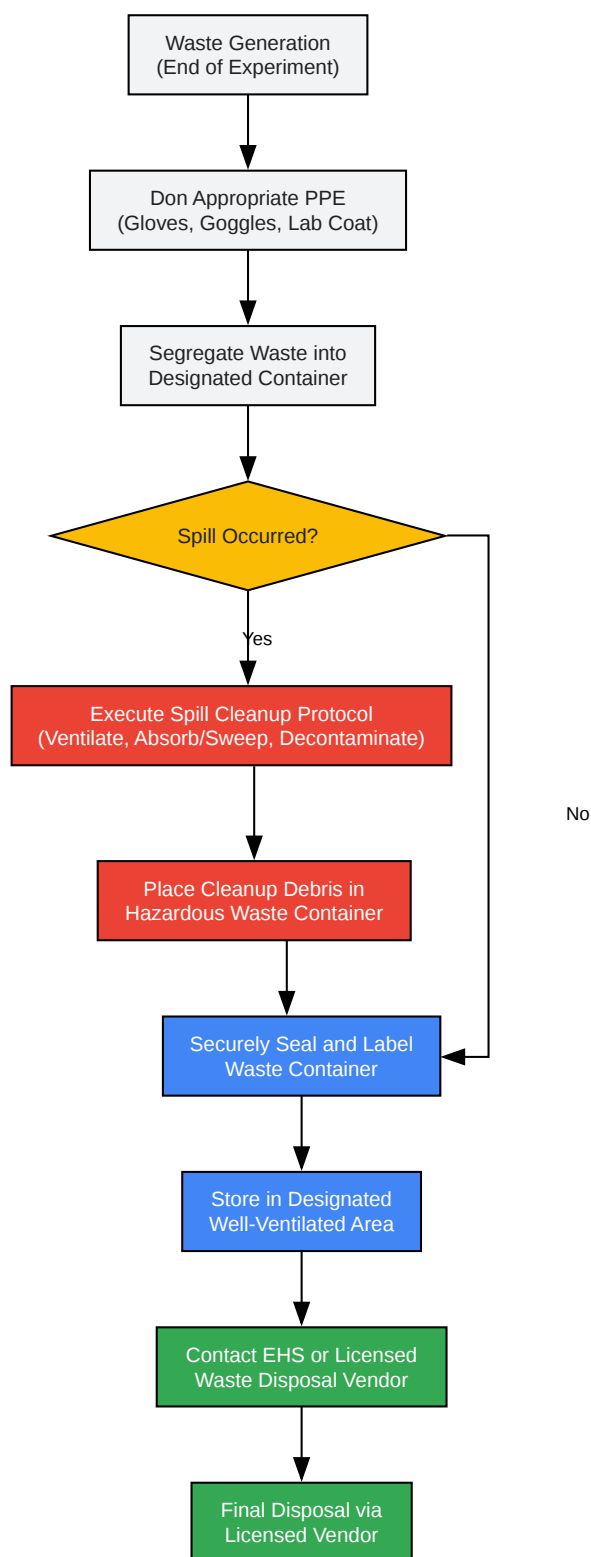 Waste Generation
(End of Experiment)
Don Appropriate PPE
(Gloves, Goggles, Lab Coat)
Segregate Waste into
Designated Container
Spill Occurred?
Yes
Execute Spill Cleanup Protocol
(Ventilate, Absorb/Sweep, Decontaminate)
No
Place Cleanup Debris in
Hazardous Waste Container
Securely Seal and Label
Waste Container
Store in Designated
Well-Ventilated Area
Contact EHS or Licensed
Waste Disposal Vendor
Final Disposal via
Licensed Vendor